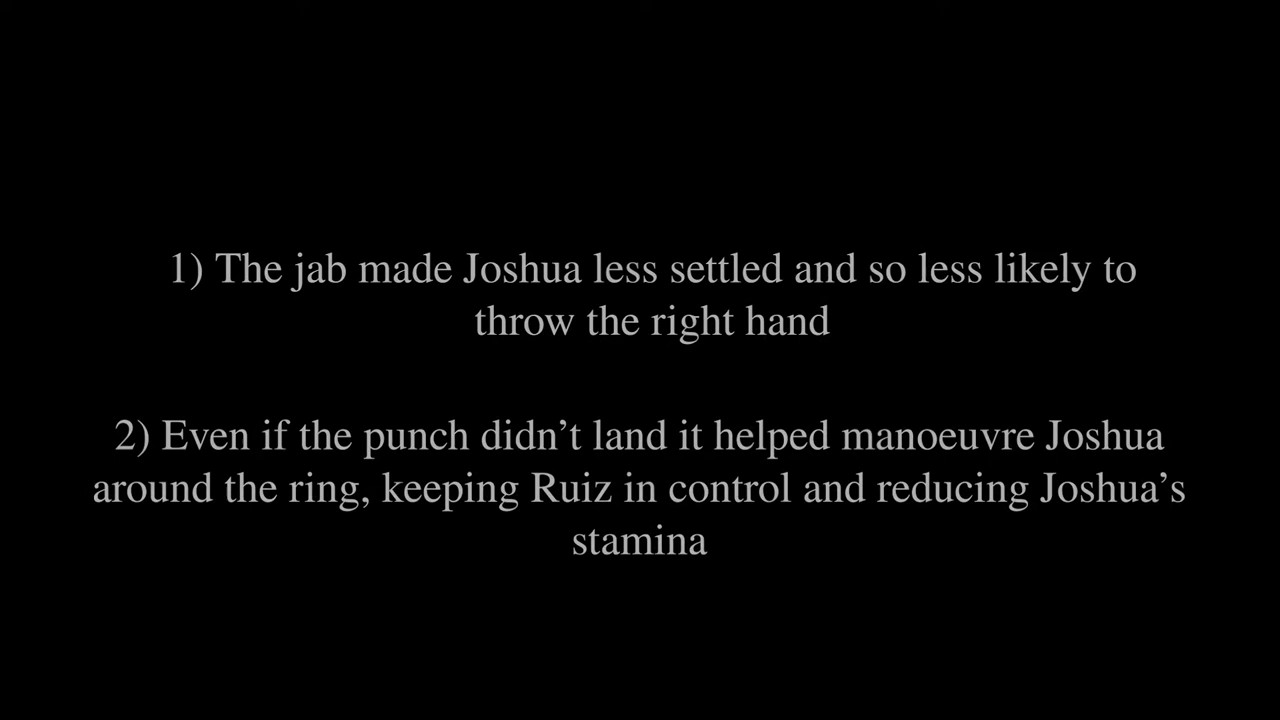 1) The jab made Joshua less settled and so less likely to
throw the right hand
2) Even if the punch didn’t land it helped manoeuvre Joshua
around the ring, keeping Ruiz in control and reducing Joshua’s
stamina